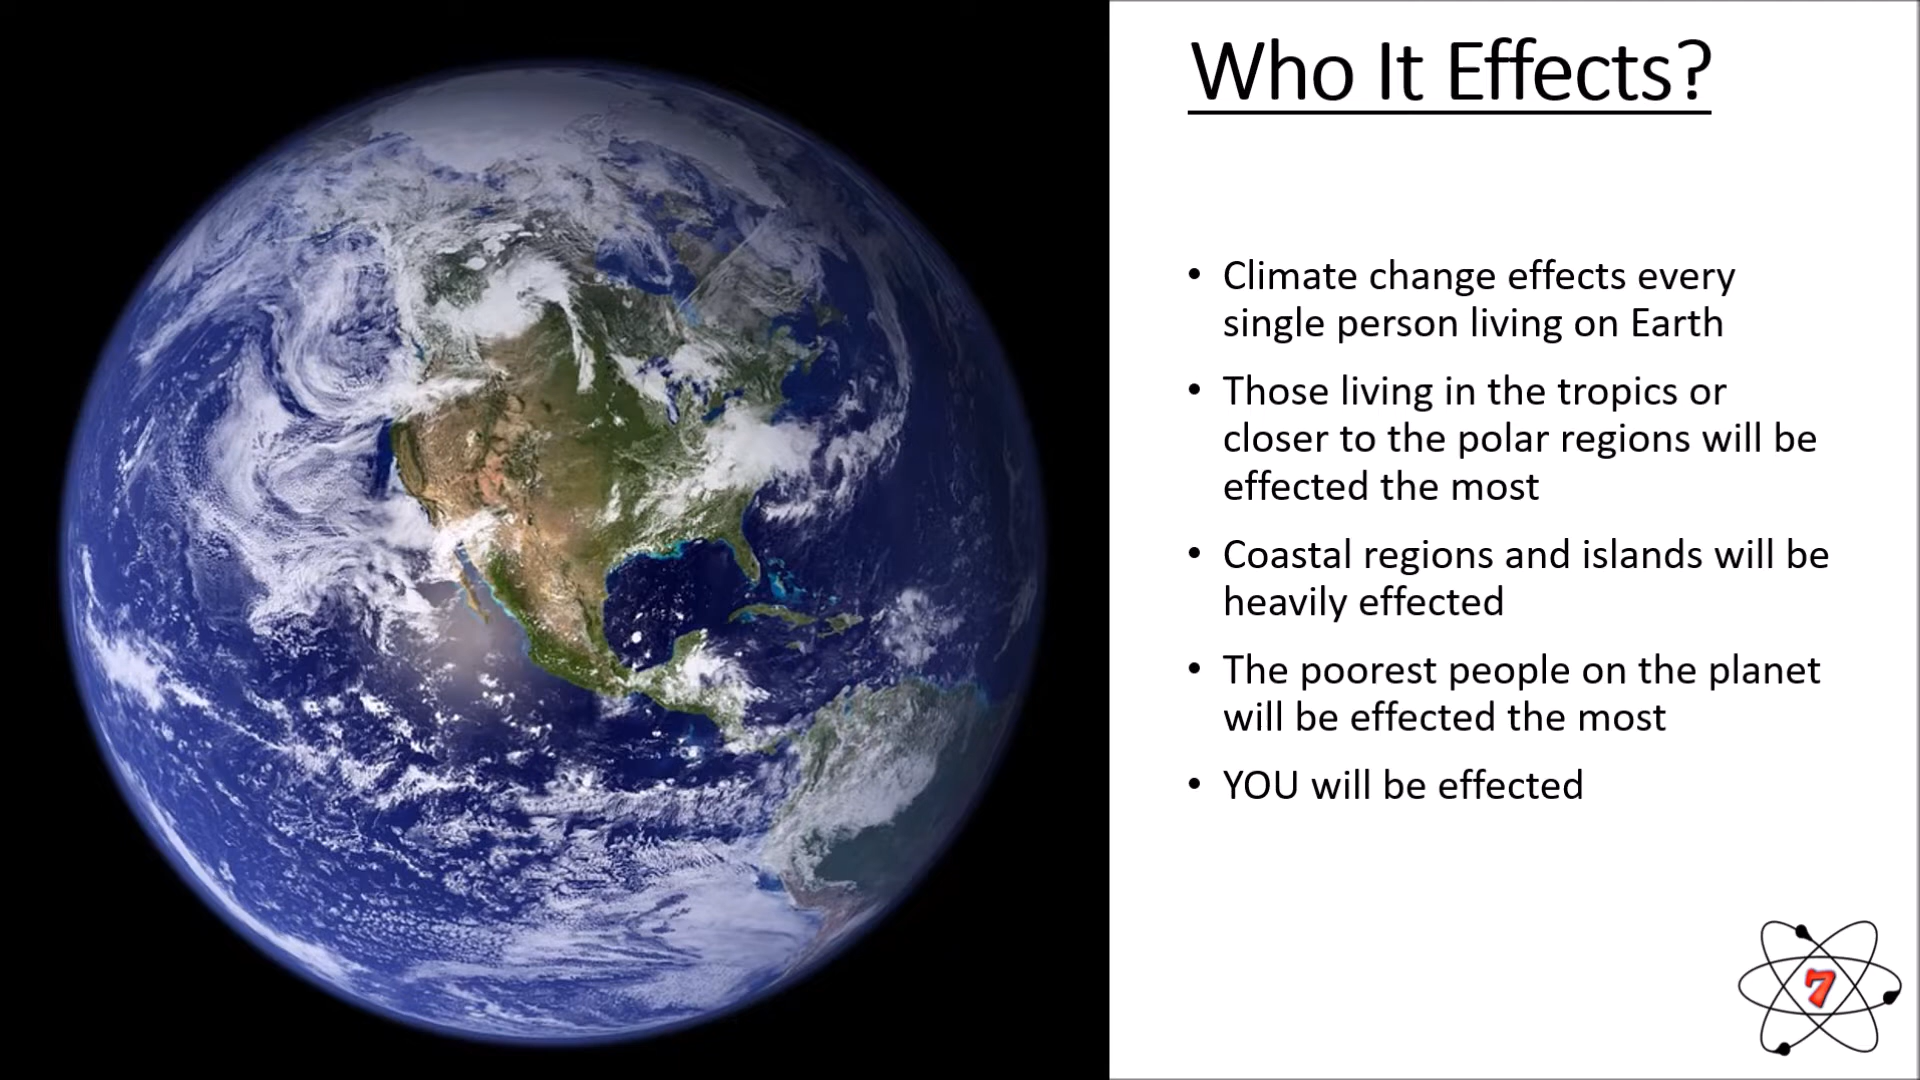 Who It Effects?
• Climate change effects every
single person living on Earth
• Those living in the tropics or
closer to the polar regions will be
effected the most
• Coastal regions and islands will be
heavily effected
• The poorest people on the planet
will be effected the most
• YOU will be effected
7